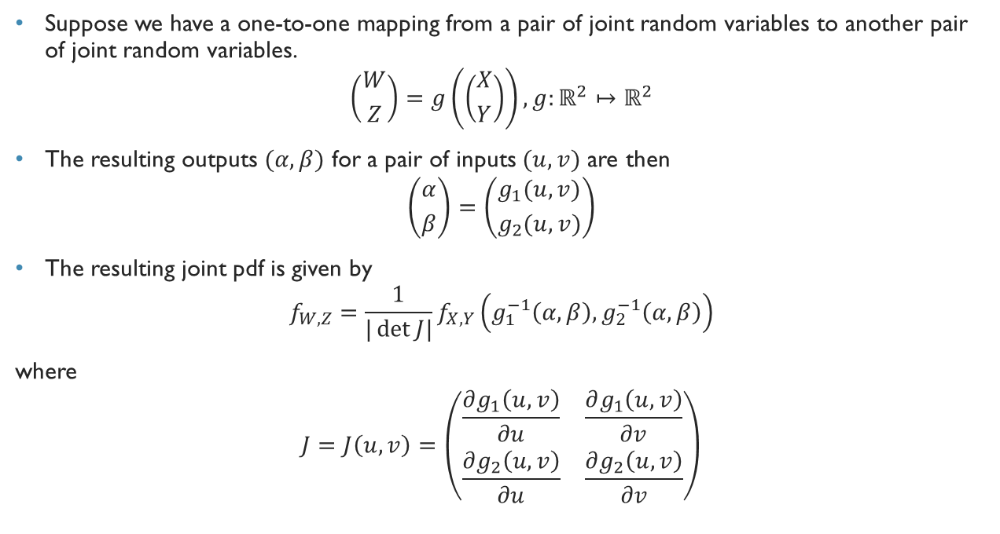 • Suppose we have a one-to-one mapping from a pair of joint random variables to another pair
of joint random variables.
$\begin{pmatrix} W \\ Z \end{pmatrix} = g\left(\begin{pmatrix} X \\ Y \end{pmatrix}\right), g: \mathbb{R}^2 \mapsto \mathbb{R}^2$
• The resulting outputs $(\alpha, \beta)$ for a pair of inputs $(u, v)$ are then
$\begin{pmatrix} \alpha \\ \beta \end{pmatrix} = \begin{pmatrix} g_1(u, v) \\ g_2(u, v) \end{pmatrix}$
• The resulting joint pdf is given by
$f_{W,Z} = \frac{1}{|\det J|} f_{X,Y}\left(g_1^{-1}(\alpha, \beta), g_2^{-1}(\alpha, \beta)\right)$
where
$J = J(u, v) = \begin{pmatrix} \frac{\partial g_1(u, v)}{\partial u} & \frac{\partial g_1(u, v)}{\partial v} \\ \frac{\partial g_2(u, v)}{\partial u} & \frac{\partial g_2(u, v)}{\partial v} \end{pmatrix}$